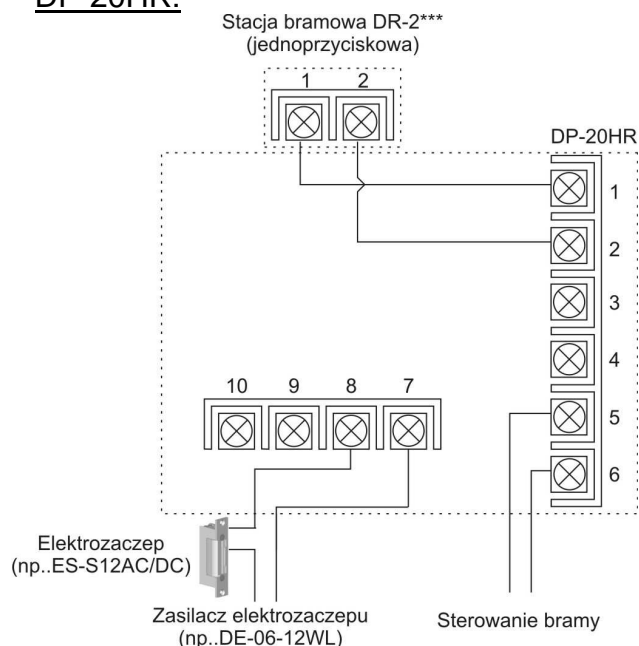 DP-20HR.
Stacja bramowa DR-2***
(jednoprzyciskowa)
1 2
DP-20HR
1
2
3
4
10 9 8 7
5
6
Elektrozaczep
(np..ES-S12AC/DC)
Zasilacz elektrozaczepu
(np..DE-06-12WL)
Sterowanie bramy